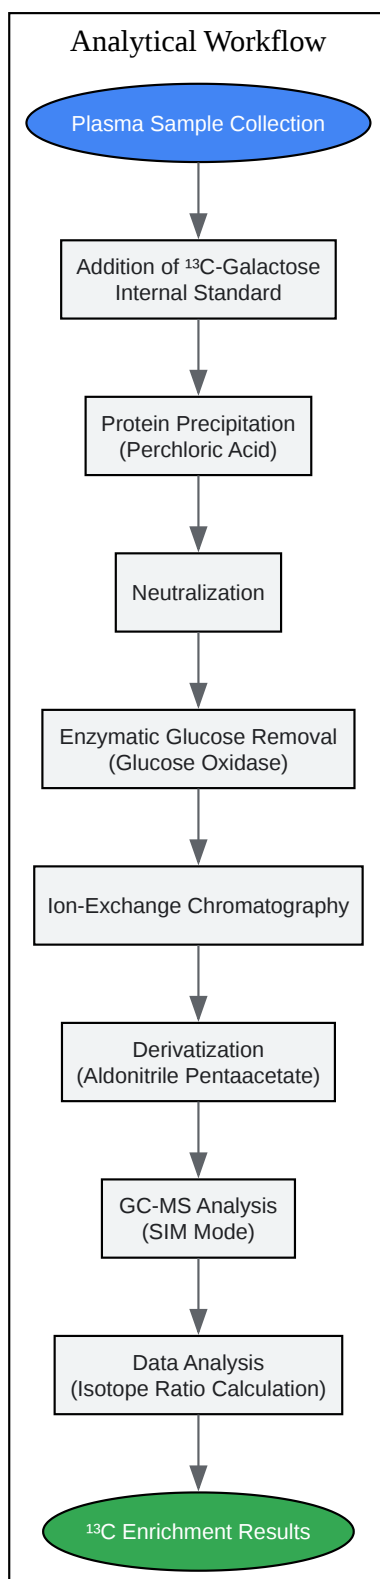 Analytical Workflow
Plasma Sample Collection
Addition of ¹³C-Galactose
Internal Standard
Protein Precipitation
(Perchloric Acid)
Neutralization
Enzymatic Glucose Removal
(Glucose Oxidase)
Ion-Exchange Chromatography
Derivatization
(Aldonitrile Pentaacetate)
GC-MS Analysis
(SIM Mode)
Data Analysis
(Isotope Ratio Calculation)
¹³C Enrichment Results